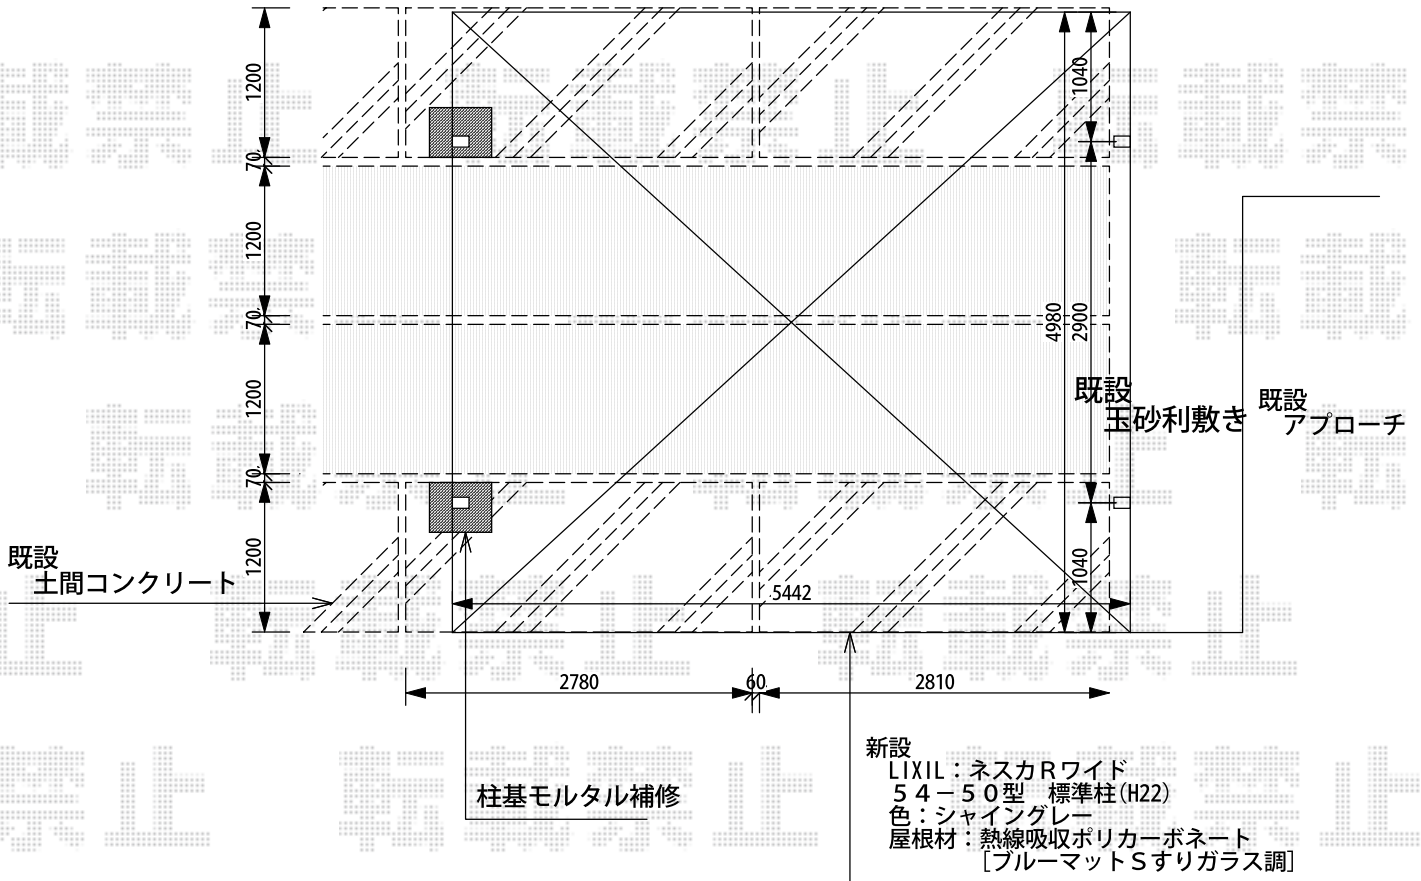 1200
70
1200
70
1200
70
1200
1040
2900
4980
1040
5442
2780
60
2810
既設
玉砂利敷き
既設
アプローチ
既設
土間コンクリート
柱基モルタル補修
新設
LIXIL：ネスカＲワイド
５４－５０型　標準柱(H22)
色：シャイングレー
屋根材：熱線吸収ポリカーボネート
［ブルーマットＳすりガラス調］
転載禁止